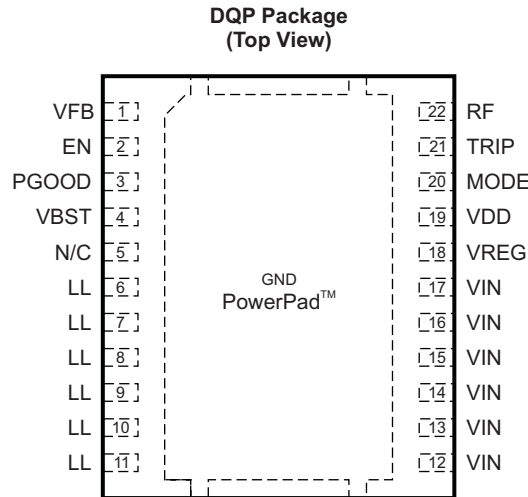 DQP Package
(Top View)
VFB 1 22 RF
EN 2 21 TRIP
PGOOD 3 20 MODE
VBST 4 19 VDD
N/C 5 18 VREG
LL 6 17 VIN
LL 7 16 VIN
LL 8 15 VIN
LL 9 14 VIN
LL 10 13 VIN
LL 11 12 VIN
GND
PowerPad™